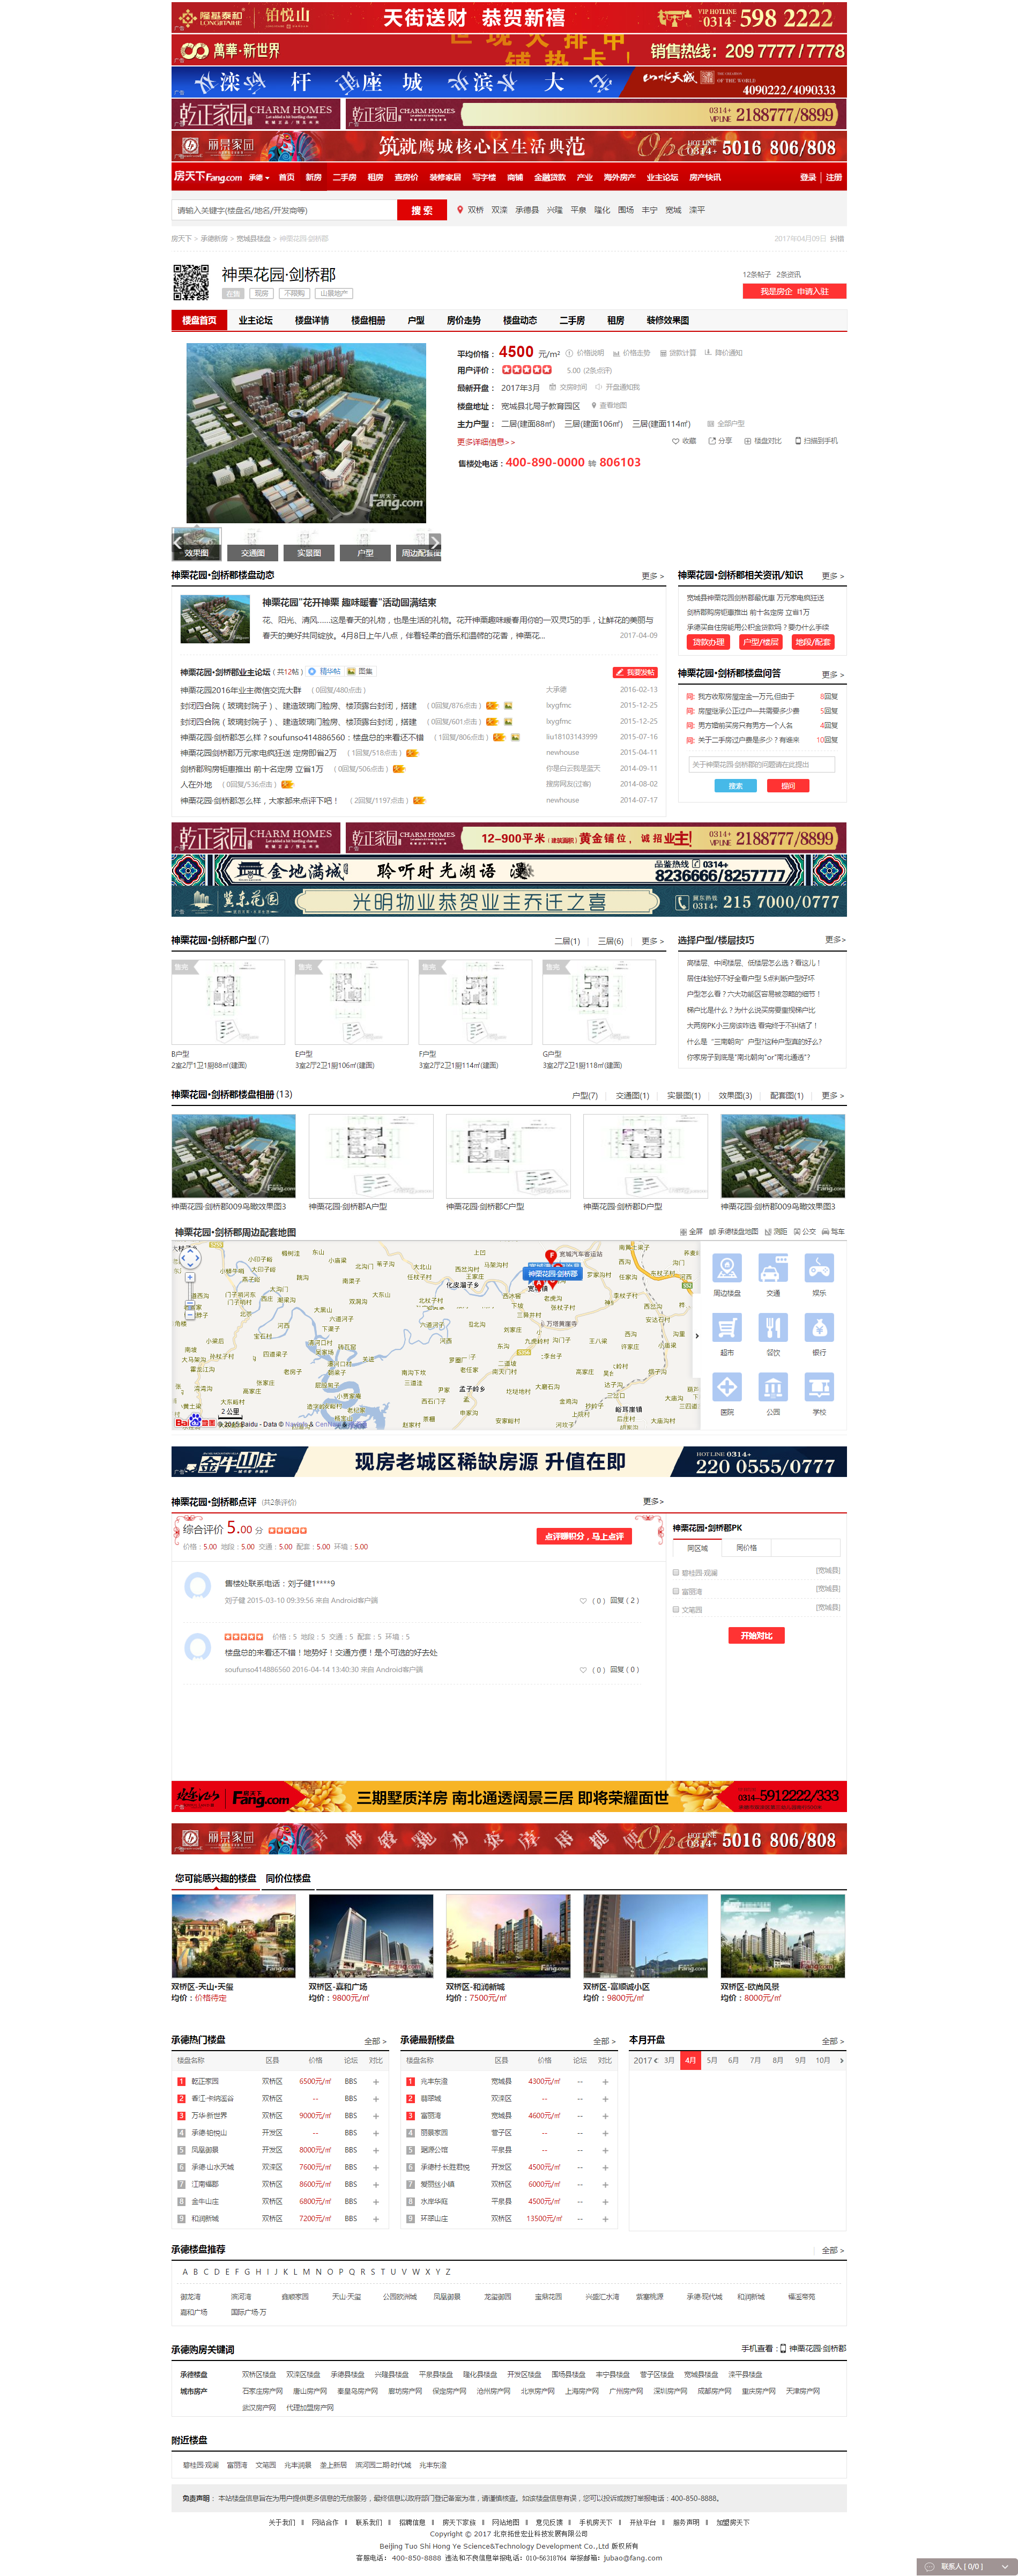 隆基泰和 LONGITAIHE 铂悦山 天街送财 恭贺新禧 VIP HOTLINE -0314- 598 2222
萬華·新世界 销售热线：209 7777 / 7778
滦 杆 座 城 滨 大 山水天城 4090222/4090333
乾正家园 CHARM HOMES 乾正家园 CHARM HOMES 0314+ VIPLINE 2188777/8899
丽景家园 筑就鹰城核心区生活典范 HOT LINE 0314+ 5016 806/808
房天下 Fang.com 承德 首页 新房 二手房 租房 查房价 装修家居 写字楼 商铺 金融贷款 产业 海外房产 业主论坛 房产快讯 登录 | 注册
请输入关键字(楼盘名/地名/开发商等) 搜 索 双桥 双滦 承德县 兴隆 平泉 隆化 围场 丰宁 宽城 滦平
房天下 > 承德新房 > 宽城县楼盘 > 神栗花园·剑桥郡 2017年04月09日 纠错
神栗花园·剑桥郡 12条帖子 2条资讯
在售 现房 不限购 山景地产 我是房企 申请入驻
楼盘首页 业主论坛 楼盘详情 楼盘相册 户型 房价走势 楼盘动态 二手房 租房 装修效果图
平均价格： 4500 元/m² 价格说明 价格走势 贷款计算 降价通知
用户评价： 5.00 (2条点评)
最新开盘： 2017年3月 交房时间 开盘通知我
楼盘地址： 宽城县北局子教育园区 查看地图
主力户型： 二居(建面88㎡) 三居(建面106㎡) 三居(建面114㎡) 全部户型
更多详细信息>> 收藏 分享 楼盘对比 扫描到手机
售楼处电话：400-890-0000 转 806103
房天下 Fang.com
效果图 交通图 实景图 户型 周边配套图
神栗花园·剑桥郡楼盘动态 更多 >
神栗花园"花开神栗 趣味暖春"活动圆满结束
花、阳光、清风......这是春天的礼物，也是生活的礼物。花开神栗趣味暖春用你的一双灵巧的手，让鲜花的美丽与
春天的美好共同绽放。4月8日上午八点，伴着轻柔的音乐和温师的花香，神栗花... 2017-04-09
神栗花园·剑桥郡业主论坛 ( 共12帖 ) 精华帖 图集 我要发帖
神栗花园2016年业主微信交流大群 ( 0回复/480点击 ) 大承德 2016-02-13
封闭四合院（玻璃封院子）、建造玻璃门脸房、楼顶露台封闭，搭建 ( 0回复/876点击 ) lxygfmc 2015-12-25
封闭四合院（玻璃封院子）、建造玻璃门脸房、楼顶露台封闭，搭建 ( 0回复/601点击 ) lxygfmc 2015-12-25
神栗花园·剑桥郡怎么样？soufunso414886560：楼盘总的来看还不错 ( 1回复/806点击 ) liu18103143999 2015-07-16
神栗花园剑桥郡万元家电疯狂送 定房即省2万 ( 1回复/518点击 ) newhouse 2015-04-11
剑桥郡购房钜惠推出 前十名定房 立省1万 ( 0回复/506点击 ) 你是白云我是蓝天 2014-09-11
人在外地 ( 0回复/536点击 ) 搜房网友(过客) 2014-08-02
神栗花园·剑桥郡怎么样，大家都来点评下吧！ ( 2回复/1197点击 ) newhouse 2014-07-17
神栗花园·剑桥郡相关资讯/知识 更多 >
宽城县神栗花园剑桥郡最优惠 万元家电疯狂送
剑桥郡购房钜惠推出 前十名定房 立省1万
承德买自住房能用公积金贷款吗？要办什么手续
贷款办理 户型/楼层 地段/配套
神栗花园·剑桥郡楼盘问答 更多 >
问: 我方收取房屋定金一万元,但由于 8回复
问: 房屋继承公正过户一共需要多少费 5回复
问: 男方婚前买房只有男方一个人名 4回复
问: 关于二手房过户费是多少？有谁来 10回复
关于神栗花园·剑桥郡的问题请在此提出
搜索 提问
乾正家园 CHARM HOMES 乾正家园 CHARM HOMES 12-900平米（建筑面积）黄金铺位，诚招业主! 0314+ VIPLINE 2188777/8899
金地满城 聆听时光湖语 品鉴热线 0314+ 8236666/8257777
冀东花园 光明物业恭贺业主乔迁之喜 冀东热线 0314+ 215 7000/0777
神栗花园·剑桥郡户型 (7) 二居(1) 三居(6) 更多 >
售完 售完 售完 售完
B户型 E户型 F户型 G户型
2室2厅1卫1厨88㎡(建面) 3室2厅2卫1厨106㎡(建面) 3室2厅2卫1厨114㎡(建面) 3室2厅2卫1厨118㎡(建面)
选择户型/楼层技巧 更多>
高楼层、中间楼层、低楼层怎么选？看这儿！
居住体验好不好全看户型 5点判断户型好坏
户型怎么看？六大功能区容易被忽略的细节！
梯户比是什么？为什么说买房要重视梯户比
大两房PK小三房该咋选 看完终于不纠结了！
什么是"三南朝向"户型?这种户型真的好么?
你家房子到底是"南北朝向"or"南北通透"?
神栗花园·剑桥郡楼盘相册 (13) 户型(7) 交通图(1) 实景图(1) 效果图(3) 配套图(1) 更多 >
神栗花园·剑桥郡009鸟瞰效果图3 神栗花园·剑桥郡A户型 神栗花园·剑桥郡C户型 神栗花园·剑桥郡D户型 神栗花园·剑桥郡009鸟瞰效果图3
神栗花园·剑桥郡周边配套地图 全屏 承德楼盘地图 测距 公交 驾车
神栗花园·剑桥郡
宽城汽车客运站
化皮溜子乡
孟子岭乡
峪耳崖镇
2 公里
周边楼盘 交通 娱乐
超市 餐饮 银行
医院 公园 学校
金牛山庄 现房老城区稀缺房源 升值在即 HOTLINE 0314+ 220 0555/0777
神栗花园·剑桥郡点评 (共2条评价) 更多>
综合评价 5.00 分 点评赚积分，马上点评
价格：5.00 地段：5.00 交通：5.00 配套：5.00 环境：5.00
售楼处联系电话：刘子健1****9
刘子健 2015-03-10 09:39:56 来自 Android客户端 ( 0 ) 回复 ( 2 )
价格：5 地段：5 交通：5 配套：5 环境：5
楼盘总的来看还不错！地势好！交通方便！是个可选的好去处
soufunso414886560 2016-04-14 13:40:30 来自 Android客户端 ( 0 ) 回复 ( 0 )
神栗花园·剑桥郡PK
同区域 同价格
碧桂园·观澜 [宽城县]
富丽湾 [宽城县]
文笔园 [宽城县]
开始对比
房天下 Fang.com 三期墅质洋房 南北通透阔景三居 即将荣耀面世 0314-5912222/333
丽景家园 HOT LINE 0314+ 5016 806/808
您可能感兴趣的楼盘 同价位楼盘
双桥区-天山·天玺 双桥区-嘉和广场 双桥区-和润新城 双桥区-富顺诚小区 双桥区-欧尚风景
均价：价格待定 均价：9800元/㎡ 均价：7500元/㎡ 均价：9800元/㎡ 均价：8000元/㎡
承德热门楼盘 全部 >
楼盘名称 区县 价格 论坛 对比
1 乾正家园 双桥区 6500元/㎡ BBS +
2 香江·卡纳溪谷 双桥区 -- BBS +
3 万华·新世界 双桥区 9000元/㎡ BBS +
4 承德·铂悦山 开发区 -- BBS +
5 凤凰御景 开发区 8000元/㎡ BBS +
6 承德·山水天城 双滦区 7600元/㎡ BBS +
7 江南福郡 双桥区 8600元/㎡ BBS +
8 金牛山庄 双桥区 6800元/㎡ BBS +
9 和润新城 双桥区 7200元/㎡ BBS +
承德最新楼盘 全部 >
楼盘名称 区县 价格 论坛 对比
1 兆丰东澄 宽城县 4300元/㎡ -- +
2 翡翠城 双滦区 -- -- +
3 富丽湾 宽城县 4600元/㎡ -- +
4 丽景家园 营子区 -- -- +
5 踞源公馆 平泉县 -- -- +
6 承德村·长胜君悦 开发区 4500元/㎡ -- +
7 爱丽丝小镇 双桥区 6000元/㎡ -- +
8 水岸华庭 平泉县 4500元/㎡ -- +
9 环翠山庄 双桥区 13500元/㎡ -- +
本月开盘 全部 >
2017 3月 4月 5月 6月 7月 8月 9月 10月
承德楼盘推荐 全部 >
A B C D E F G H I J K L M N O P Q R S T U V W X Y Z
御龙湾 滨河湾 鑫顺家园 天山·天玺 公园欧洲城 凤凰御景 龙玺御园 宝鼎花园 兴盛汇水湾 紫塞桃源 承德·现代城 和润新城 福溪帝苑
嘉和广场 国际广场·万
承德购房关键词 手机查看： 神栗花园·剑桥郡
承德楼盘 双桥区楼盘 双滦区楼盘 承德县楼盘 兴隆县楼盘 平泉县楼盘 隆化县楼盘 开发区楼盘 围场县楼盘 丰宁县楼盘 营子区楼盘 宽城县楼盘 滦平县楼盘
城市房产 石家庄房产网 唐山房产网 秦皇岛房产网 廊坊房产网 保定房产网 沧州房产网 北京房产网 上海房产网 广州房产网 深圳房产网 成都房产网 重庆房产网 天津房产网
武汉房产网 代理加盟房产网
附近楼盘
碧桂园·观澜 富丽湾 文笔园 兆丰润景 垄上新居 滨河园二期·时代城 兆丰东澄
免责声明： 本站楼盘信息旨在为用户提供更多信息的无偿服务，最终信息以政府部门登记备案为准，请谨慎核查。如该楼盘信息有误，您可以投诉或拨打举报电话：400-850-8888。
关于我们 ‖ 网站合作 ‖ 联系我们 ‖ 招聘信息 ‖ 房天下家族 ‖ 网站地图 ‖ 意见反馈 ‖ 手机房天下 ‖ 开放平台 ‖ 服务声明 ‖ 加盟房天下
Copyright © 2017 北京拓世宏业科技发展有限公司
Beijing Tuo Shi Hong Ye Science&Technology Development Co.,Ltd 版权所有
客服电话： 400-850-8888 违法和不良信息举报电话：010-56318764 举报邮箱：jubao@fang.com
联系人 [ 0/0 ]